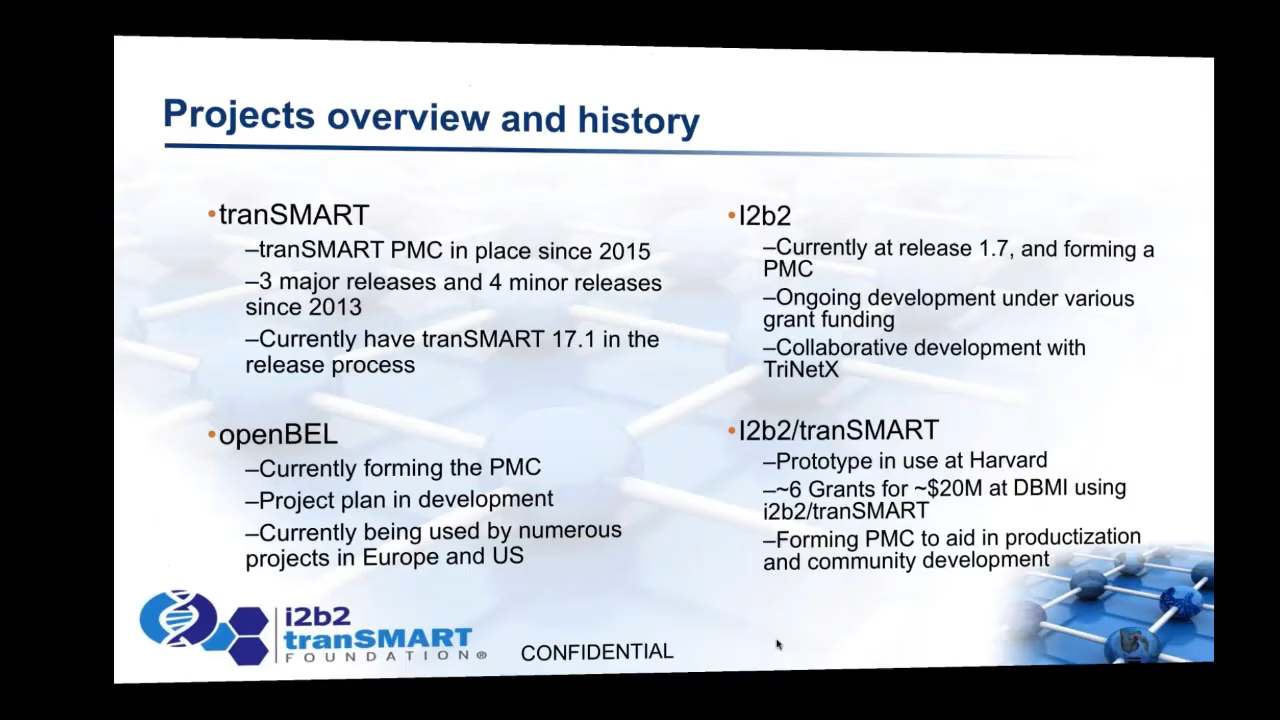 Projects overview and history
•tranSMART
–tranSMART PMC in place since 2015
–3 major releases and 4 minor releases
since 2013
–Currently have tranSMART 17.1 in the
release process
•openBEL
–Currently forming the PMC
–Project plan in development
–Currently being used by numerous
projects in Europe and US
•I2b2
–Currently at release 1.7, and forming a
PMC
–Ongoing development under various
grant funding
–Collaborative development with
TriNetX
•I2b2/tranSMART
–Prototype in use at Harvard
–~6 Grants for ~$20M at DBMI using
i2b2/tranSMART
–Forming PMC to aid in productization
and community development
i2b2
tranSMART
FOUNDATION®
CONFIDENTIAL